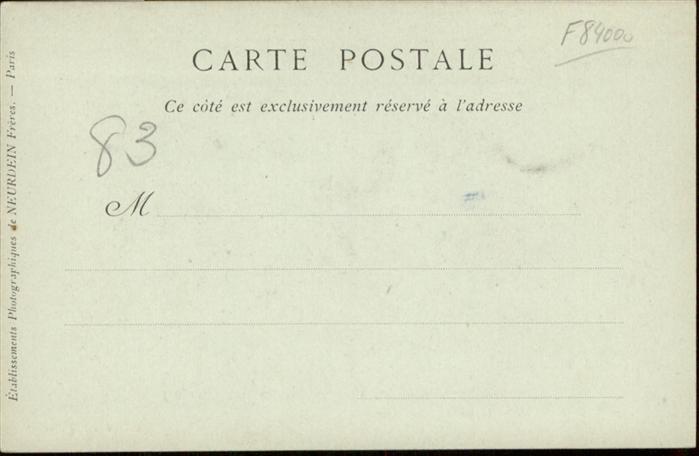 F84000
CARTE POSTALE
Ce côté est exclusivement réservé à l'adresse
83
M
Établissements Photographiques de NEURDEIN Frères. — Paris